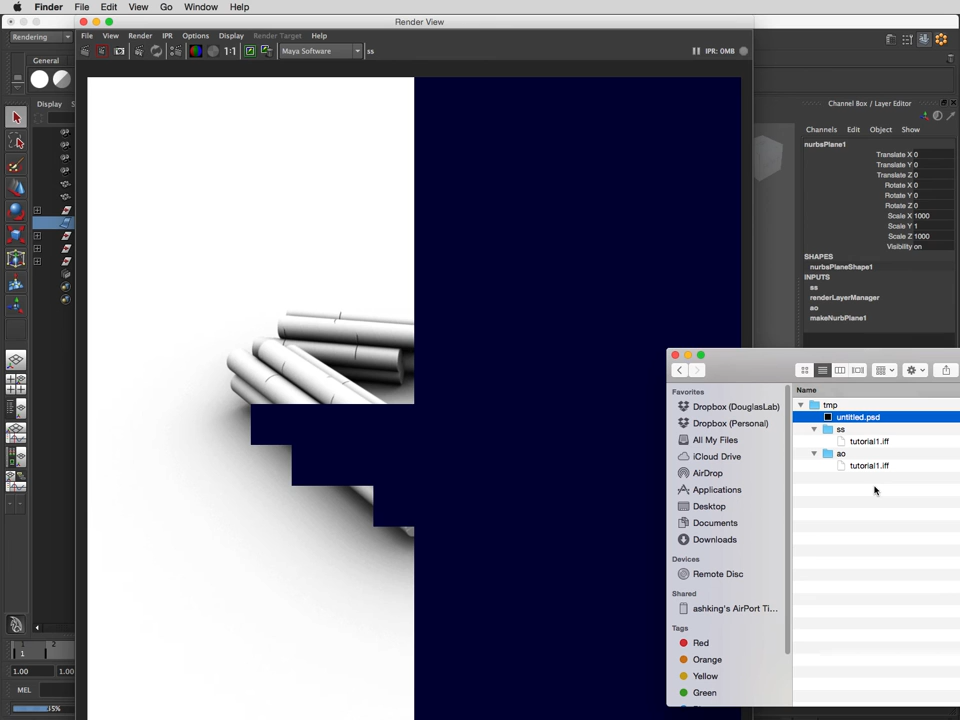 Finder File Edit View Go Window Help
Render View
Rendering
File View Render IPR Options Display Render Target Help
1:1 Maya Software ss IPR: 0MB
General
Display
Channel Box / Layer Editor
Channels Edit Object Show
nurbsPlane1
Translate X 0
Translate Y 0
Translate Z 0
Rotate X 0
Rotate Y 0
Rotate Z 0
Scale X 1000
Scale Y 1
Scale Z 1000
Visibility on
SHAPES
nurbsPlaneShape1
INPUTS
ss
renderLayerManager
ao
makeNurbPlane1
Favorites
Dropbox (DouglasLab)
Dropbox (Personal)
All My Files
iCloud Drive
AirDrop
Applications
Desktop
Documents
Downloads
Devices
Remote Disc
Shared
ashking's AirPort Ti...
Tags
Red
Orange
Yellow
Green
Name
tmp
untitled.psd
ss
tutorial1.iff
ao
tutorial1.iff
1 2
1
1.00 1.00
MEL